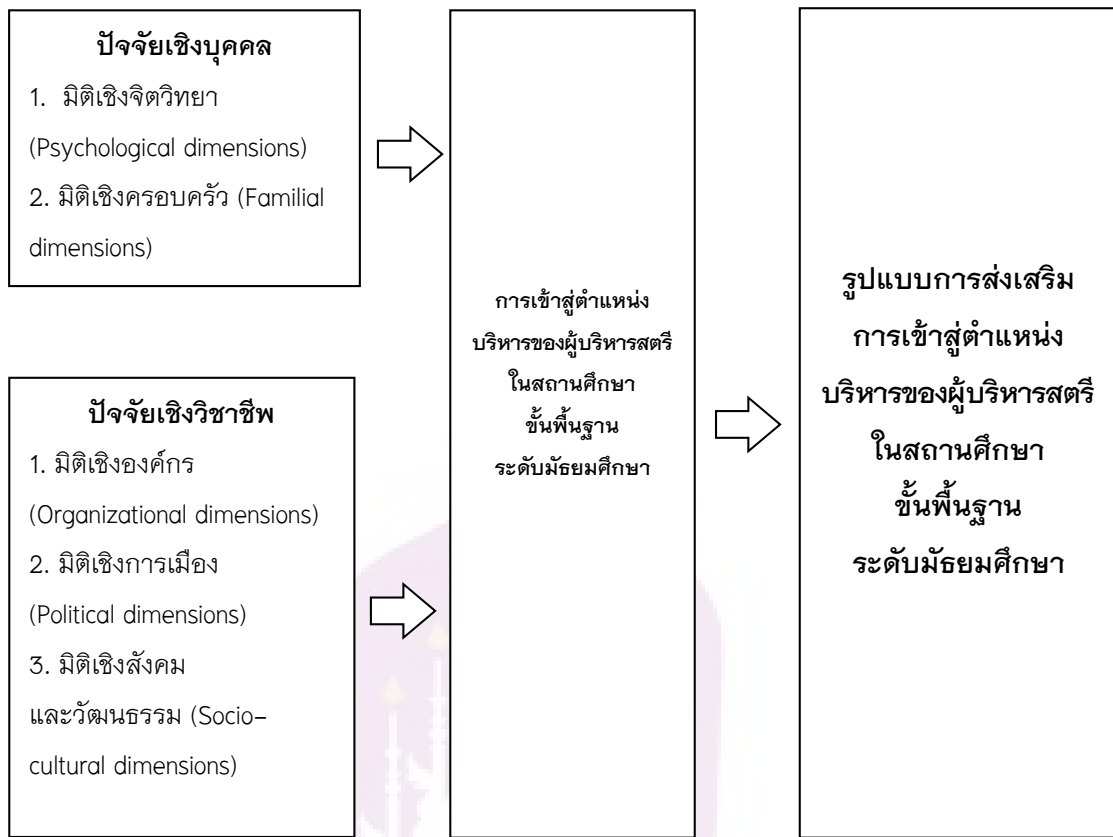 ปัจจัยเชิงบุคคล
1. มิติเชิงจิตวิทยา
(Psychological dimensions)
2. มิติเชิงครอบครัว (Familial
dimensions)
ปัจจัยเชิงวิชาชีพ
1. มิติเชิงองค์กร
(Organizational dimensions)
2. มิติเชิงการเมือง
(Political dimensions)
3. มิติเชิงสังคม
และวัฒนธรรม (Socio–
cultural dimensions)
การเข้าสู่ตำแหน่ง
บริหารของผู้บริหารสตรี
ในสถานศึกษา
ขั้นพื้นฐาน
ระดับมัธยมศึกษา
รูปแบบการส่งเสริม
การเข้าสู่ตำแหน่ง
บริหารของผู้บริหารสตรี
ในสถานศึกษา
ขั้นพื้นฐาน
ระดับมัธยมศึกษา